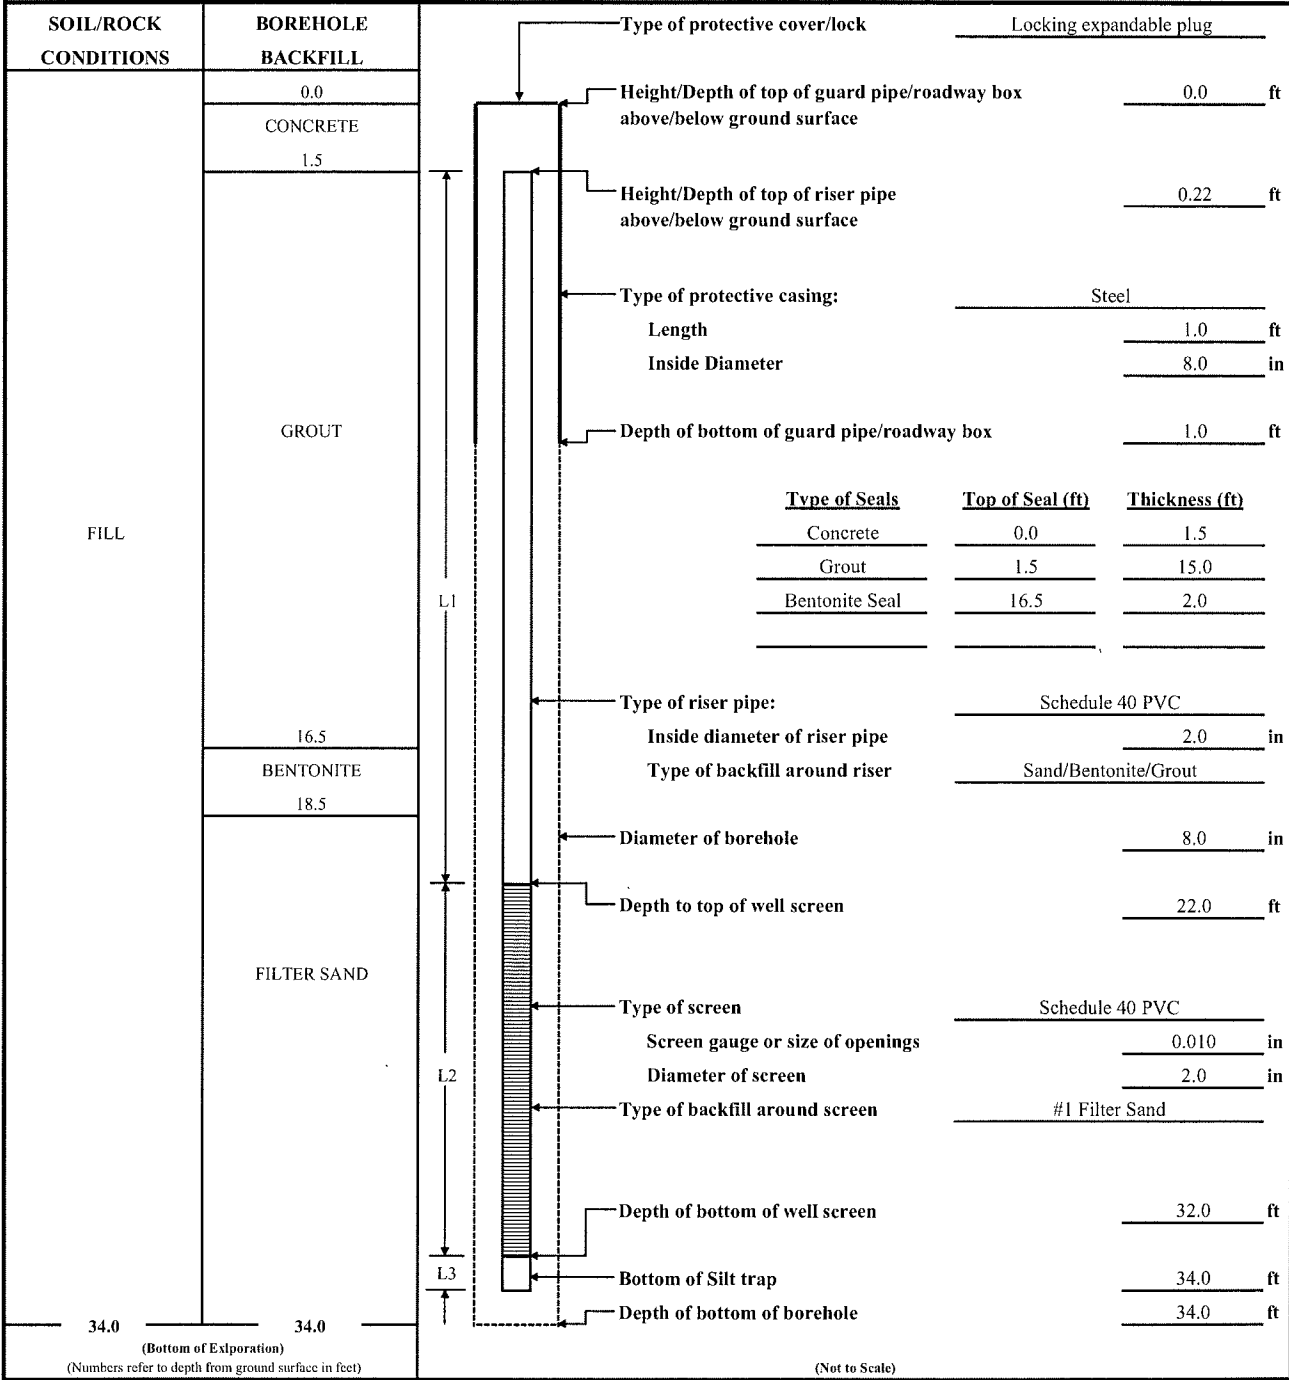 SOIL/ROCK CONDITIONS
BOREHOLE BACKFILL
0.0
CONCRETE
1.5
GROUT
FILL
16.5
BENTONITE
18.5
FILTER SAND
34.0 34.0
(Bottom of Exlporation)
(Numbers refer to depth from ground surface in feet)
L1
L2
L3
Type of protective cover/lock Locking expandable plug
Height/Depth of top of guard pipe/roadway box 0.0 ft
above/below ground surface
Height/Depth of top of riser pipe 0.22 ft
above/below ground surface
Type of protective casing: Steel
Length 1.0 ft
Inside Diameter 8.0 in
Depth of bottom of guard pipe/roadway box 1.0 ft
Type of Seals Top of Seal (ft) Thickness (ft)
Concrete 0.0 1.5
Grout 1.5 15.0
Bentonite Seal 16.5 2.0
Type of riser pipe: Schedule 40 PVC
Inside diameter of riser pipe 2.0 in
Type of backfill around riser Sand/Bentonite/Grout
Diameter of borehole 8.0 in
Depth to top of well screen 22.0 ft
Type of screen Schedule 40 PVC
Screen gauge or size of openings 0.010 in
Diameter of screen 2.0 in
Type of backfill around screen #1 Filter Sand
Depth of bottom of well screen 32.0 ft
Bottom of Silt trap 34.0 ft
Depth of bottom of borehole 34.0 ft
(Not to Scale)